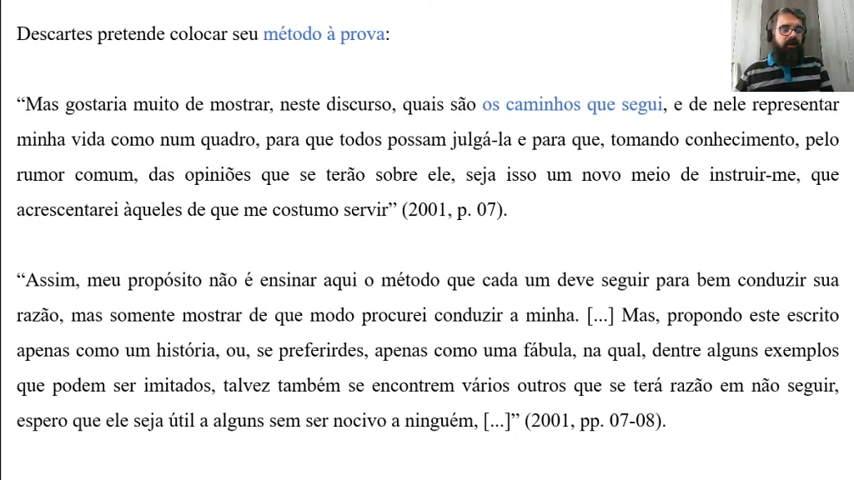 Descartes pretende colocar seu método à prova:
“Mas gostaria muito de mostrar, neste discurso, quais são os caminhos que segui, e de nele representar
minha vida como num quadro, para que todos possam julgá-la e para que, tomando conhecimento, pelo
rumor comum, das opiniões que se terão sobre ele, seja isso um novo meio de instruir-me, que
acrescentarei àqueles de que me costumo servir” (2001, p. 07).
“Assim, meu propósito não é ensinar aqui o método que cada um deve seguir para bem conduzir sua
razão, mas somente mostrar de que modo procurei conduzir a minha. [...] Mas, propondo este escrito
apenas como um história, ou, se preferirdes, apenas como uma fábula, na qual, dentre alguns exemplos
que podem ser imitados, talvez também se encontrem vários outros que se terá razão em não seguir,
espero que ele seja útil a alguns sem ser nocivo a ninguém, [...]” (2001, pp. 07-08).